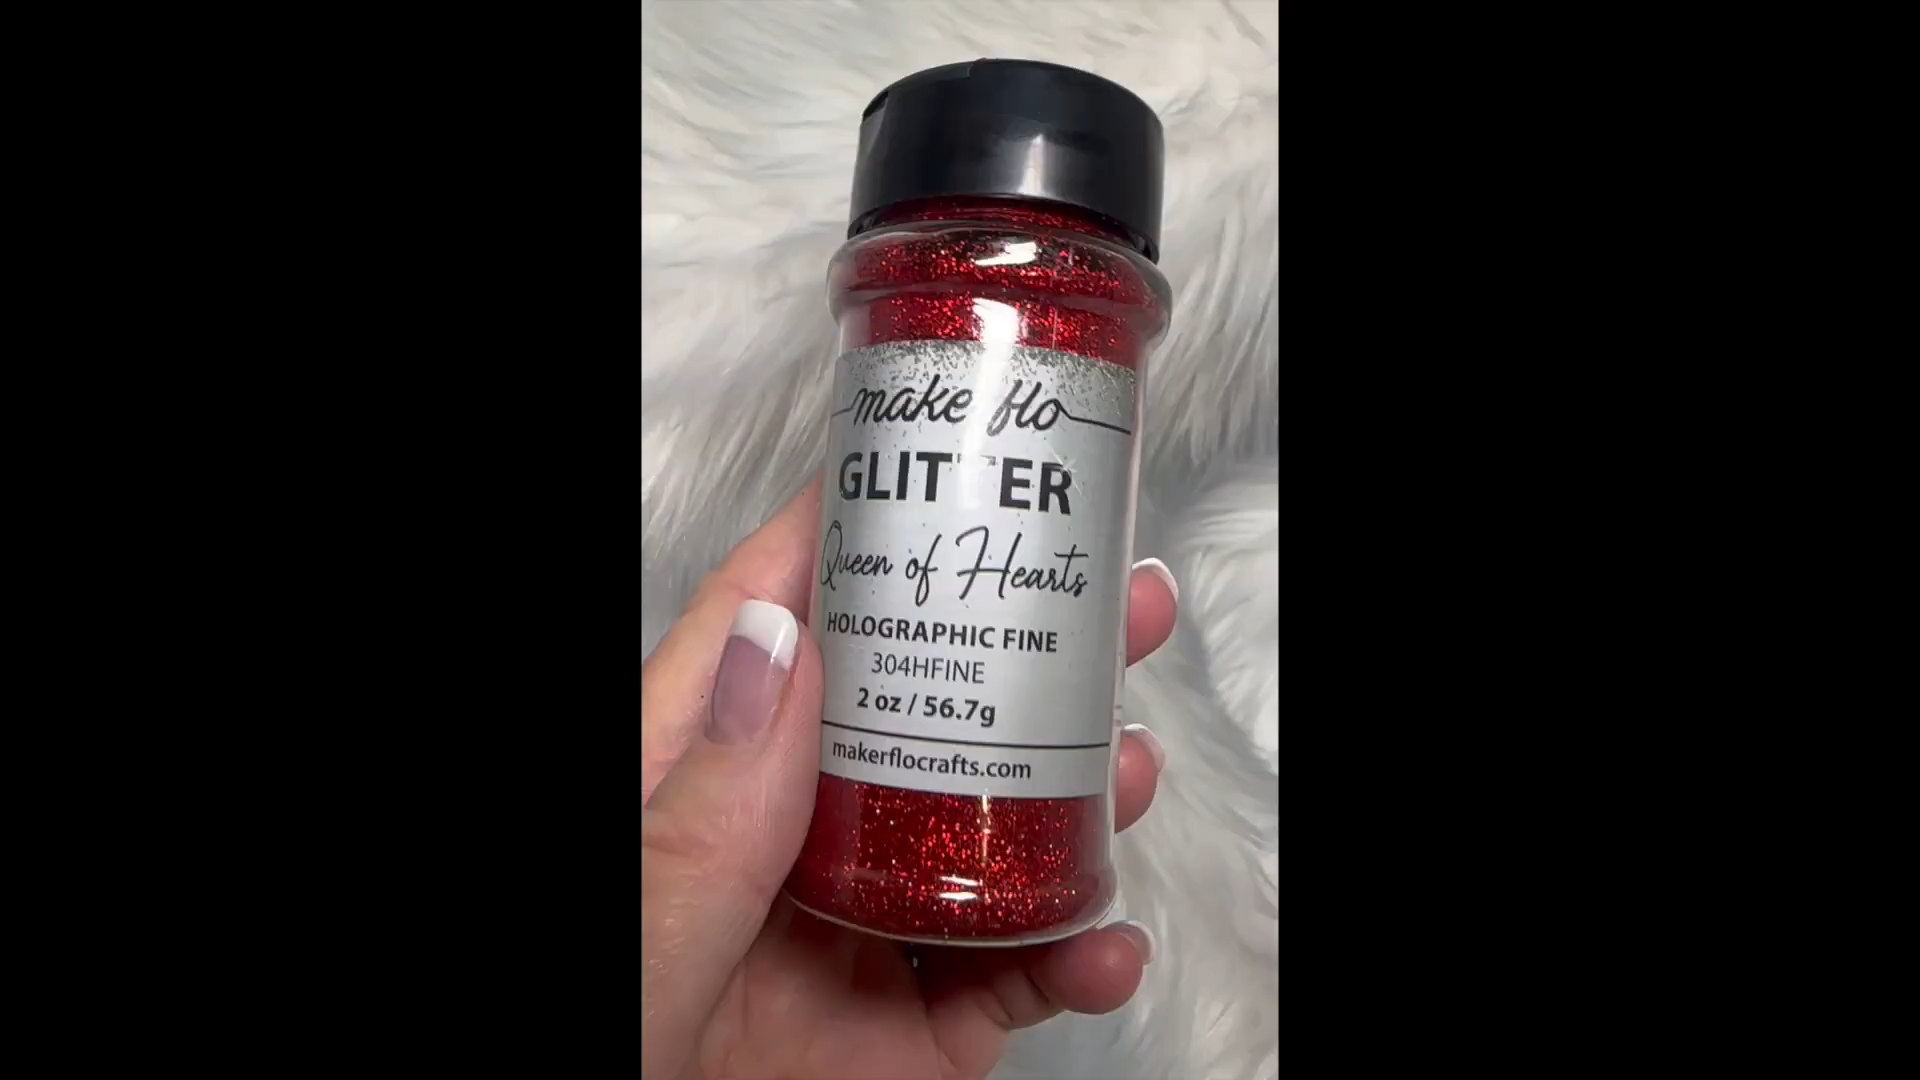 make flo
GLITTER
Queen of Hearts
HOLOGRAPHIC FINE
304HFINE
2 oz / 56.7g
makerflocrafts.com